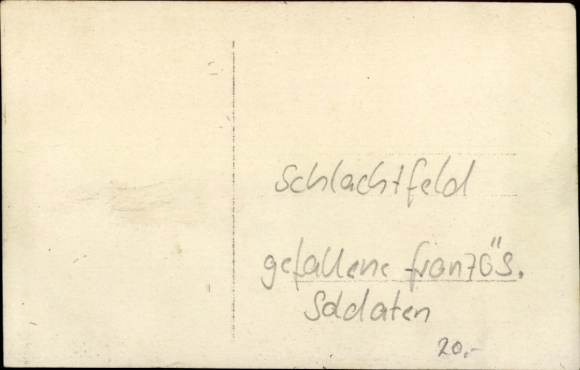 Schlachtfeld
gefallene französ.
Soldaten
20,-